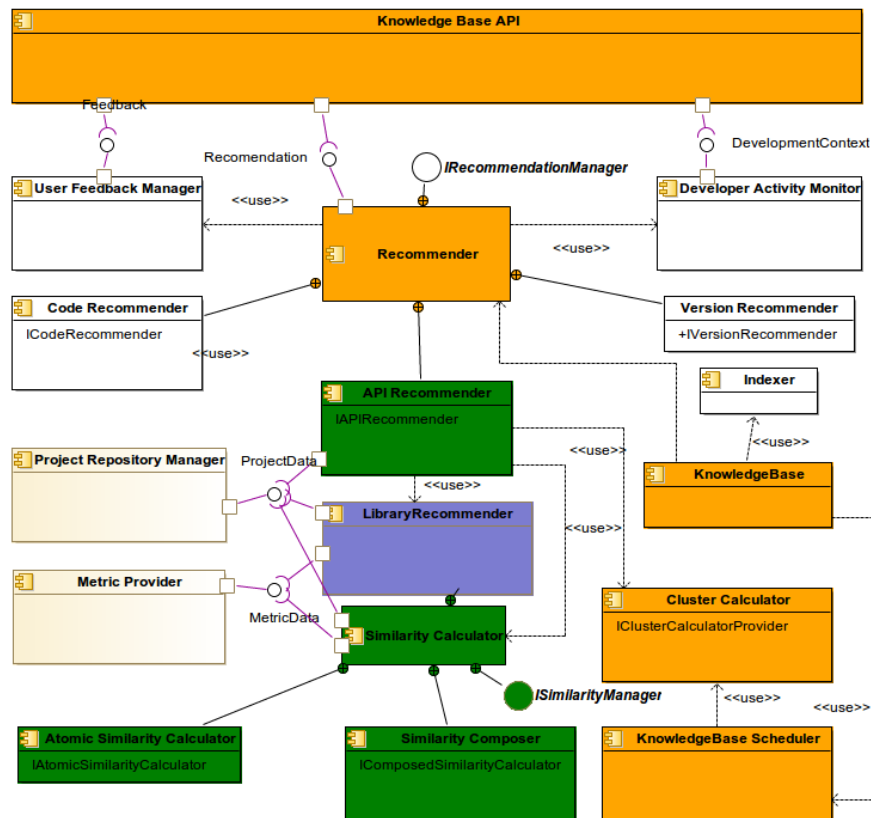 Knowledge Base API
Feedback
Recomendation
IRecommendationManager
DevelopmentContext
User Feedback Manager
<<use>>
Recommender
<<use>>
Developer Activity Monitor
Code Recommender
ICodeRecommender
<<use>>
Version Recommender
+IVersionRecommender
<<use>>
Indexer
API Recommender
IAPIRecommender
<<use>>
<<use>>
Project Repository Manager
ProjectData
<<use>>
KnowledgeBase
LibraryRecommender
<<use>>
Metric Provider
MetricData
Similarity Calculator
Cluster Calculator
IClusterCalculatorProvider
ISimilarityManager
<<use>>
<<use>>
Atomic Similarity Calculator
IAtomicSimilarityCalculator
Similarity Composer
IComposedSimilarityCalculator
KnowledgeBase Scheduler